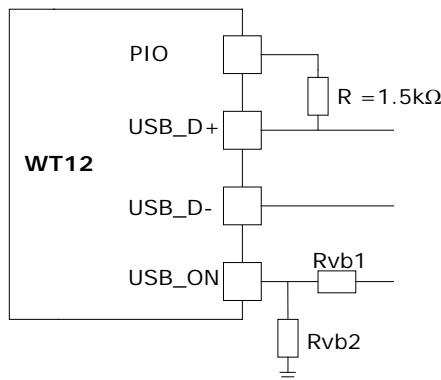 PIO
R =1.5kΩ
USB_D+
WT12
USB_D-
Rvb1
USB_ON
Rvb2